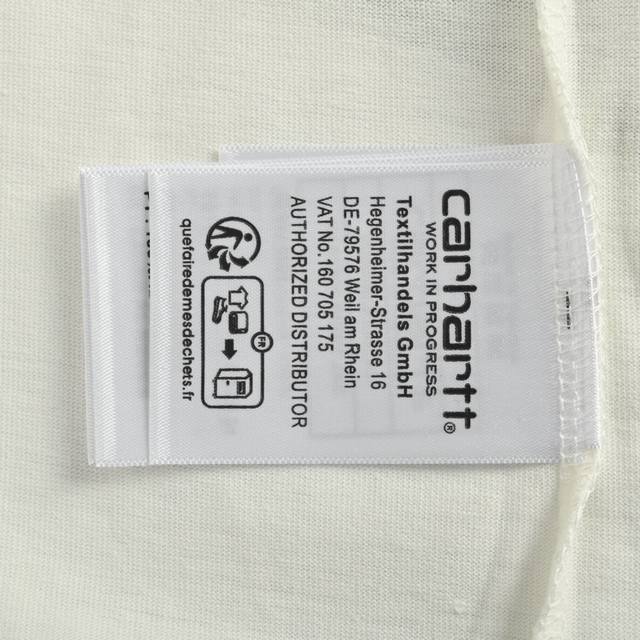 carhartt®
WORK IN PROGRESS
Textilhandels GmbH
Hegenheimer-Strasse 16
DE-79576 Weil am Rhein
VAT No. 160 705 175
AUTHORIZED DISTRIBUTOR
FR
quefairedemesdechets.fr